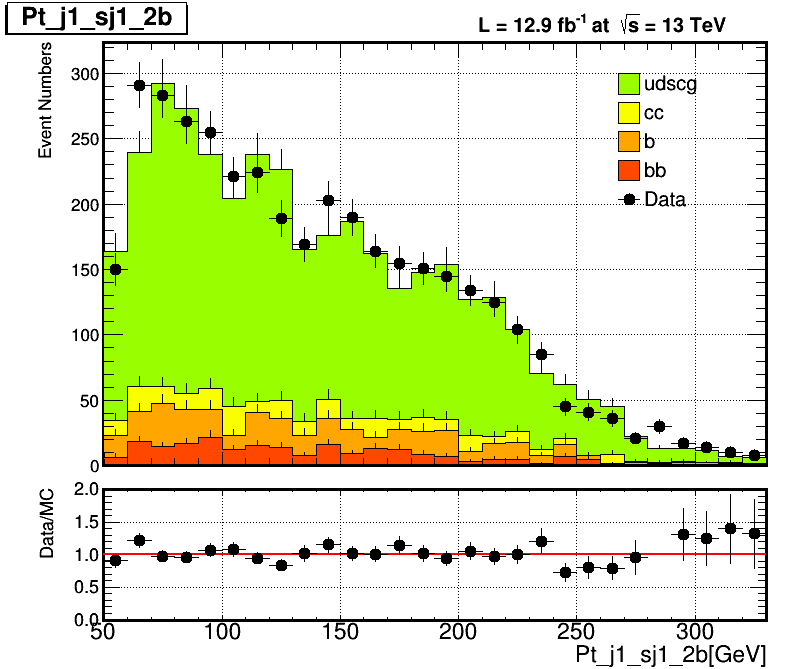 Pt_j1_sj1_2b
L = 12.9 fb⁻¹ at √s = 13 TeV
Event Numbers
300
250
200
150
100
50
0
udscg
cc
b
bb
Data
Data/MC
2.0
1.5
1.0
0.5
0.0
50 100 150 200 250 300
Pt_j1_sj1_2b[GeV]